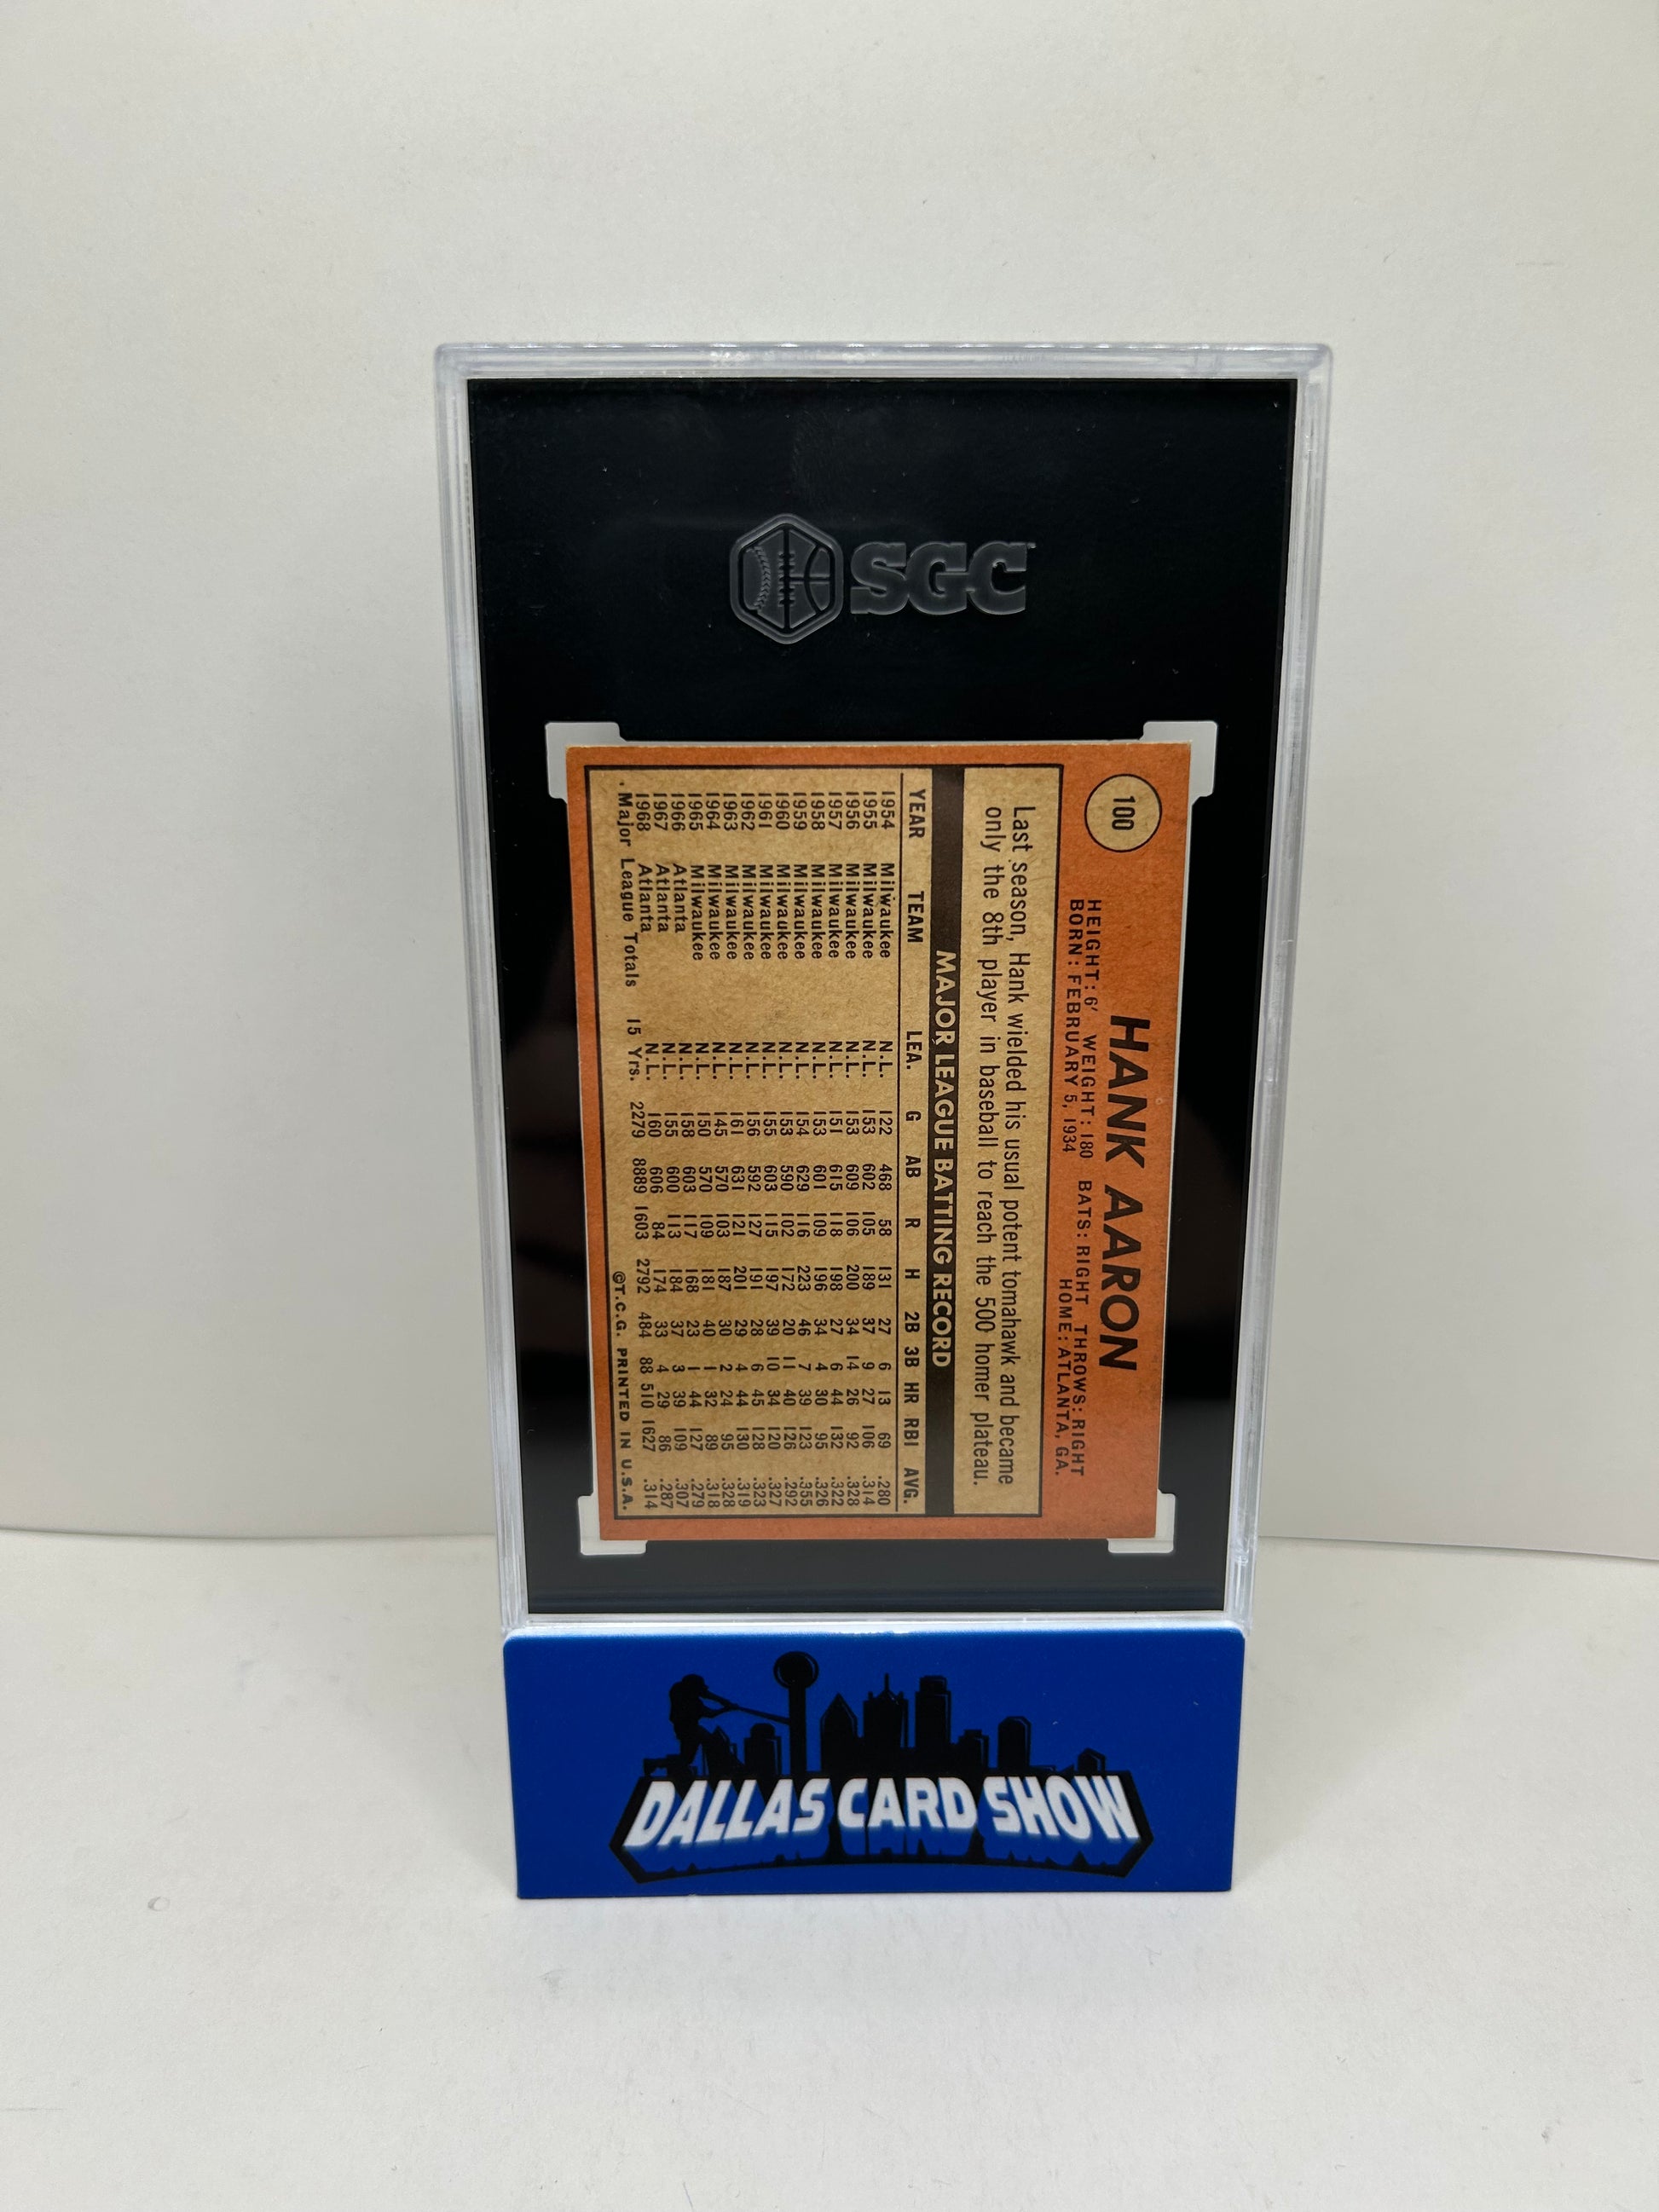 SGC
100
HANK AARON
HEIGHT: 6' WEIGHT: 180 BATS: RIGHT THROWS: RIGHT
BORN: FEBRUARY 5, 1934 HOME: ATLANTA, GA.
Last season, Hank wielded his usual potent tomahawk and became
only the 8th player in baseball to reach the 500 homer plateau.
MAJOR LEAGUE BATTING RECORD
YEAR TEAM LEA. G AB R H 2B 3B HR RBI AVG.
1954 Milwaukee N.L. 122 468 58 131 27 6 13 69 .280
1955 Milwaukee N.L. 153 602 105 189 37 9 27 106 .314
1956 Milwaukee N.L. 153 609 106 200 34 14 26 92 .328
1957 Milwaukee N.L. 151 615 118 198 27 6 44 132 .322
1958 Milwaukee N.L. 153 601 109 196 34 4 30 95 .326
1959 Milwaukee N.L. 154 629 116 223 46 7 39 123 .355
1960 Milwaukee N.L. 153 590 102 172 20 11 40 126 .292
1961 Milwaukee N.L. 155 603 115 197 39 10 34 120 .327
1962 Milwaukee N.L. 156 592 127 191 28 6 45 128 .323
1963 Milwaukee N.L. 161 631 121 201 29 4 44 130 .319
1964 Milwaukee N.L. 145 570 103 187 30 2 24 95 .328
1965 Milwaukee N.L. 150 570 109 181 40 1 32 89 .318
1966 Atlanta N.L. 158 603 117 168 23 1 44 127 .279
1967 Atlanta N.L. 155 600 113 184 37 3 39 109 .307
1968 Atlanta N.L. 160 606 84 174 33 4 29 86 .287
Major League Totals 15 Yrs. 2279 8889 1603 2792 484 88 510 1627 .314
©T.C.G. PRINTED IN U.S.A.
DALLAS CARD SHOW